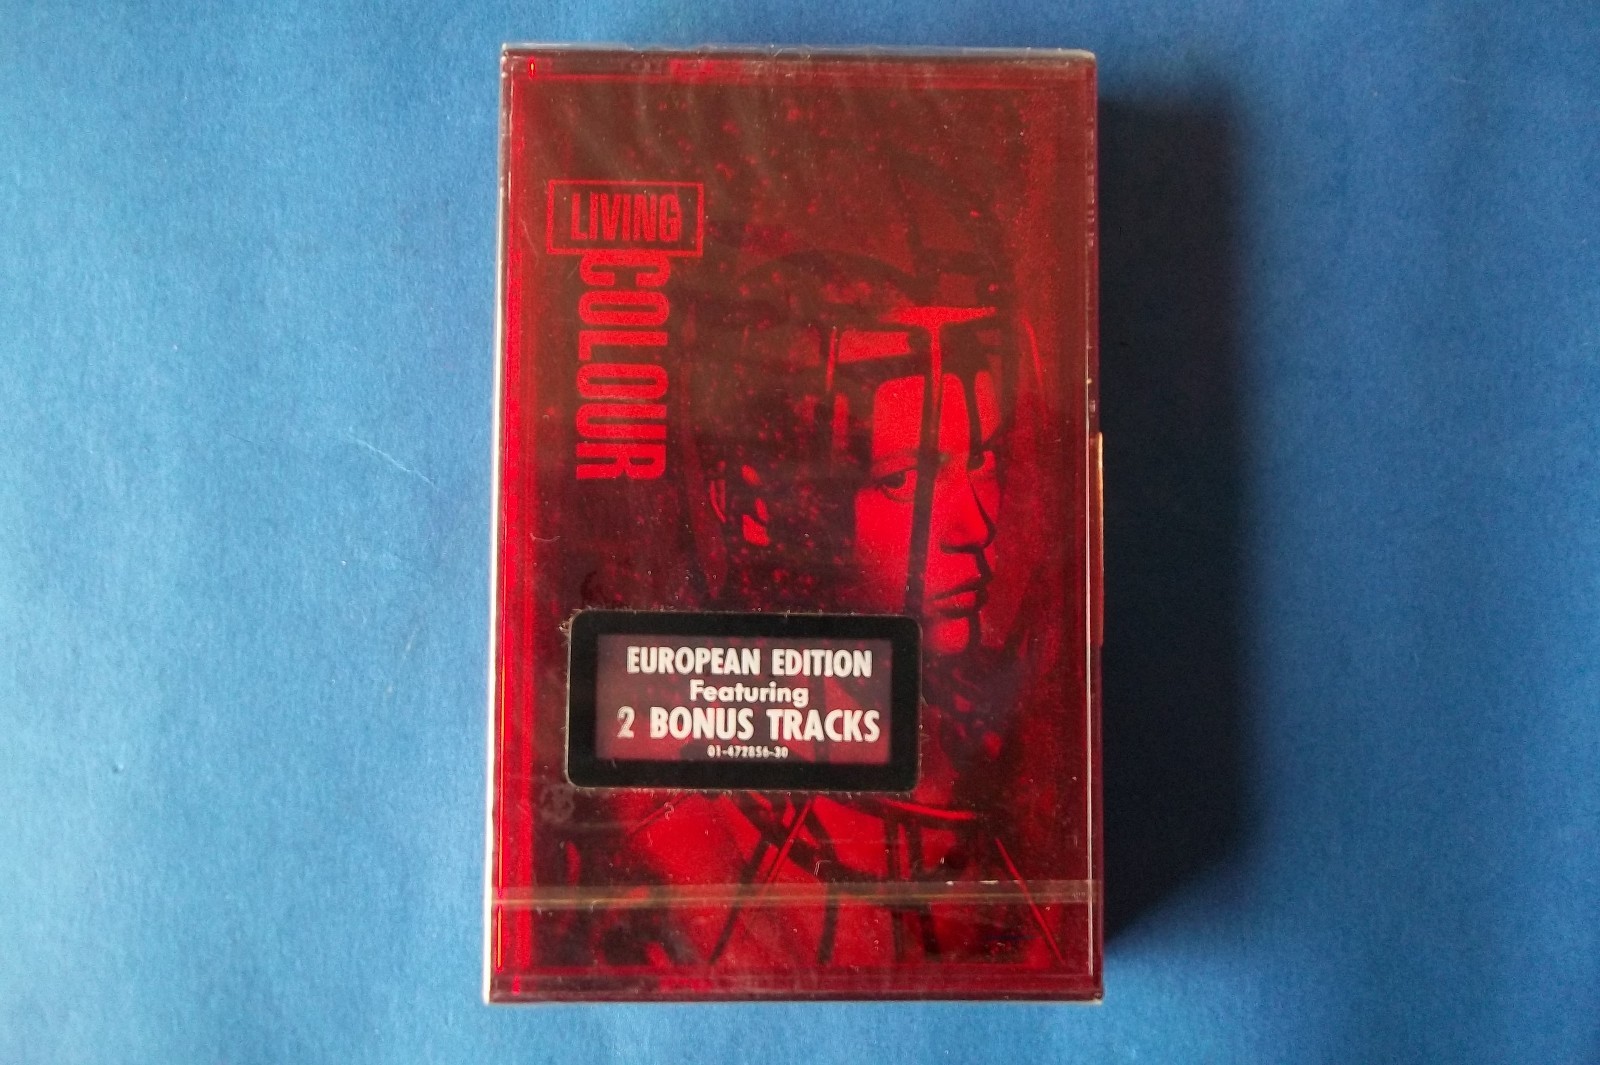 LIVING
COLOUR
EUROPEAN EDITION
Featuring
2 BONUS TRACKS
01-472856-30